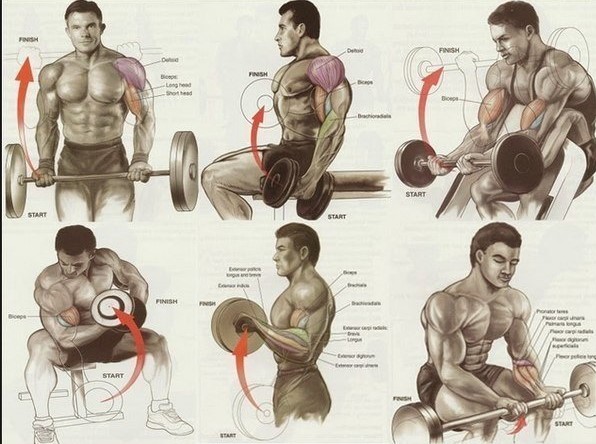 FINISH
Deltoid
Biceps:
Long head
Short head
START
FINISH
Deltoid
Biceps
Brachioradialis
START
FINISH
Biceps
START
Biceps
FINISH
START
FINISH
Extensor pollicis
longus and brevis
Extensor indicis
Biceps
Brachialis
Brachioradialis
Extensor carpi radialis:
Brevis
Longus
Extensor digitorum
Extensor carpi ulnaris
START
Pronator teres
Flexor carpi ulnaris
Palmaris longus
Flexor carpi radialis
Flexor digitorum
superficialis
Flexor pollicis long
FINISH
START